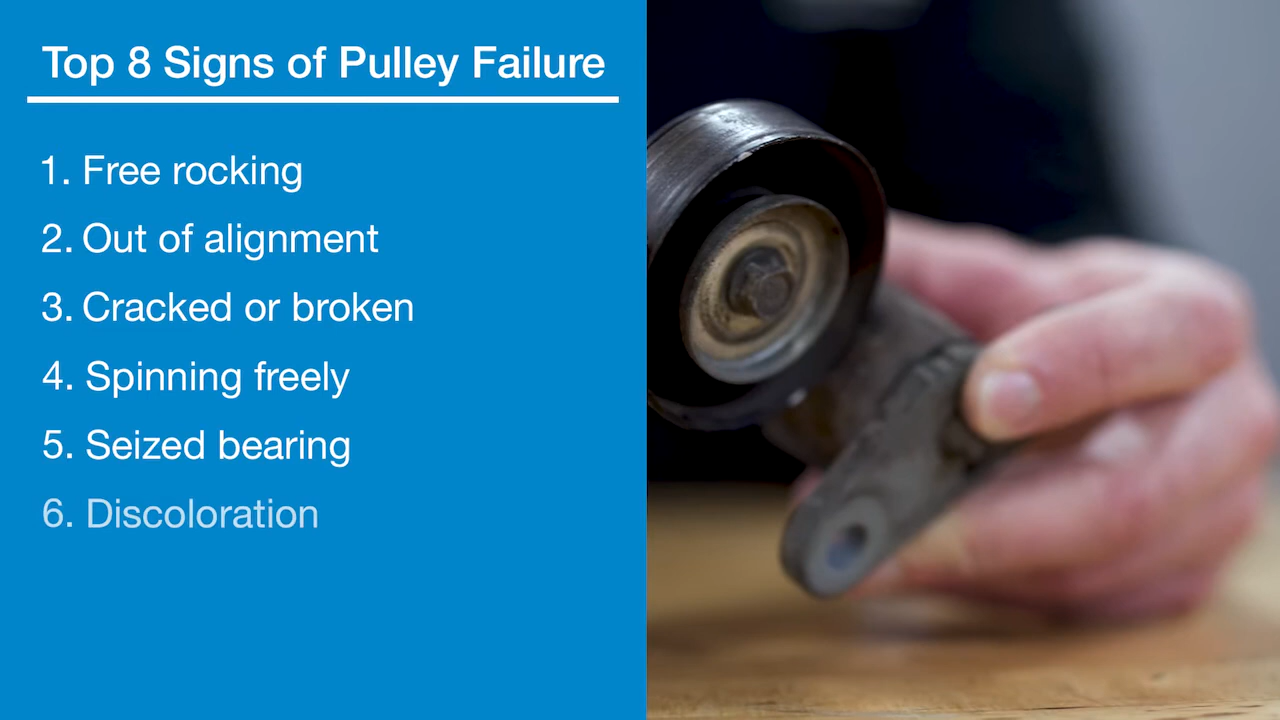 Top 8 Signs of Pulley Failure
1. Free rocking
2. Out of alignment
3. Cracked or broken
4. Spinning freely
5. Seized bearing
6. Discoloration